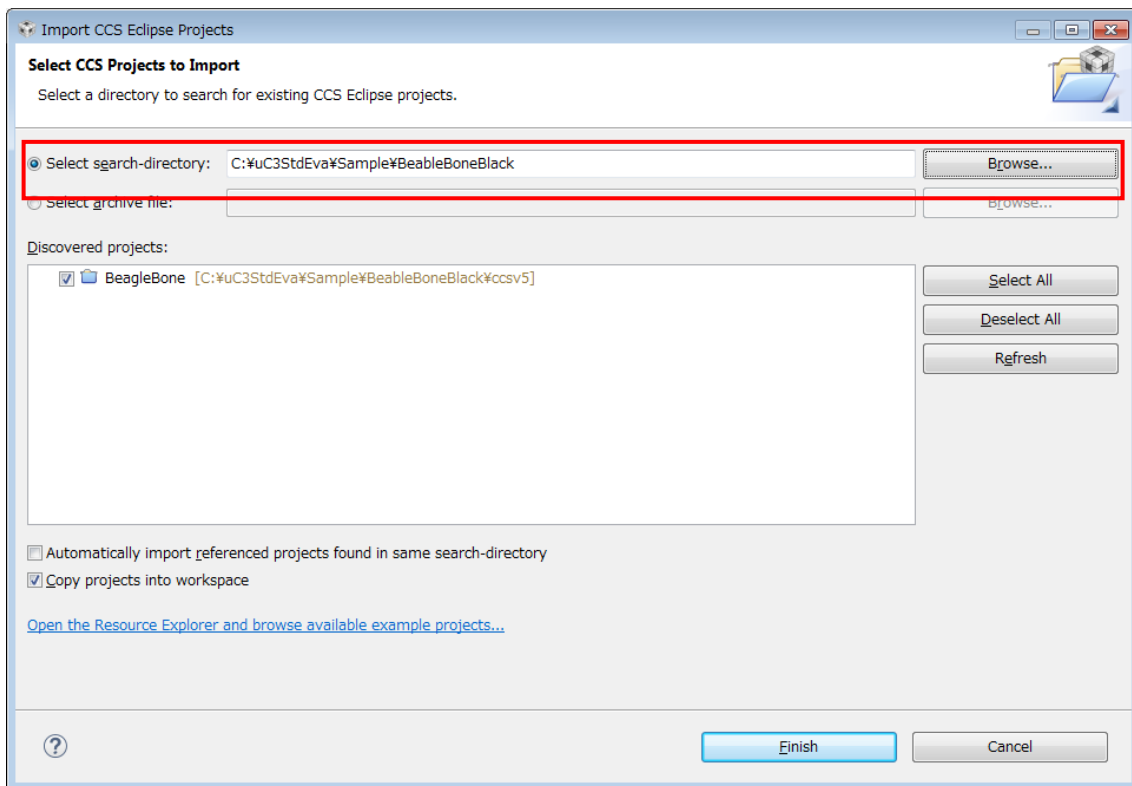 Import CCS Eclipse Projects
Select CCS Projects to Import
Select a directory to search for existing CCS Eclipse projects.
Select search-directory: C:¥uC3StdEva¥Sample¥BeableBoneBlack Browse...
Select archive file: Browse...
Discovered projects:
BeagleBone [C:¥uC3StdEva¥Sample¥BeableBoneBlack¥ccsv5]
Select All
Deselect All
Refresh
Automatically import referenced projects found in same search-directory
Copy projects into workspace
Open the Resource Explorer and browse available example projects...
? Finish Cancel